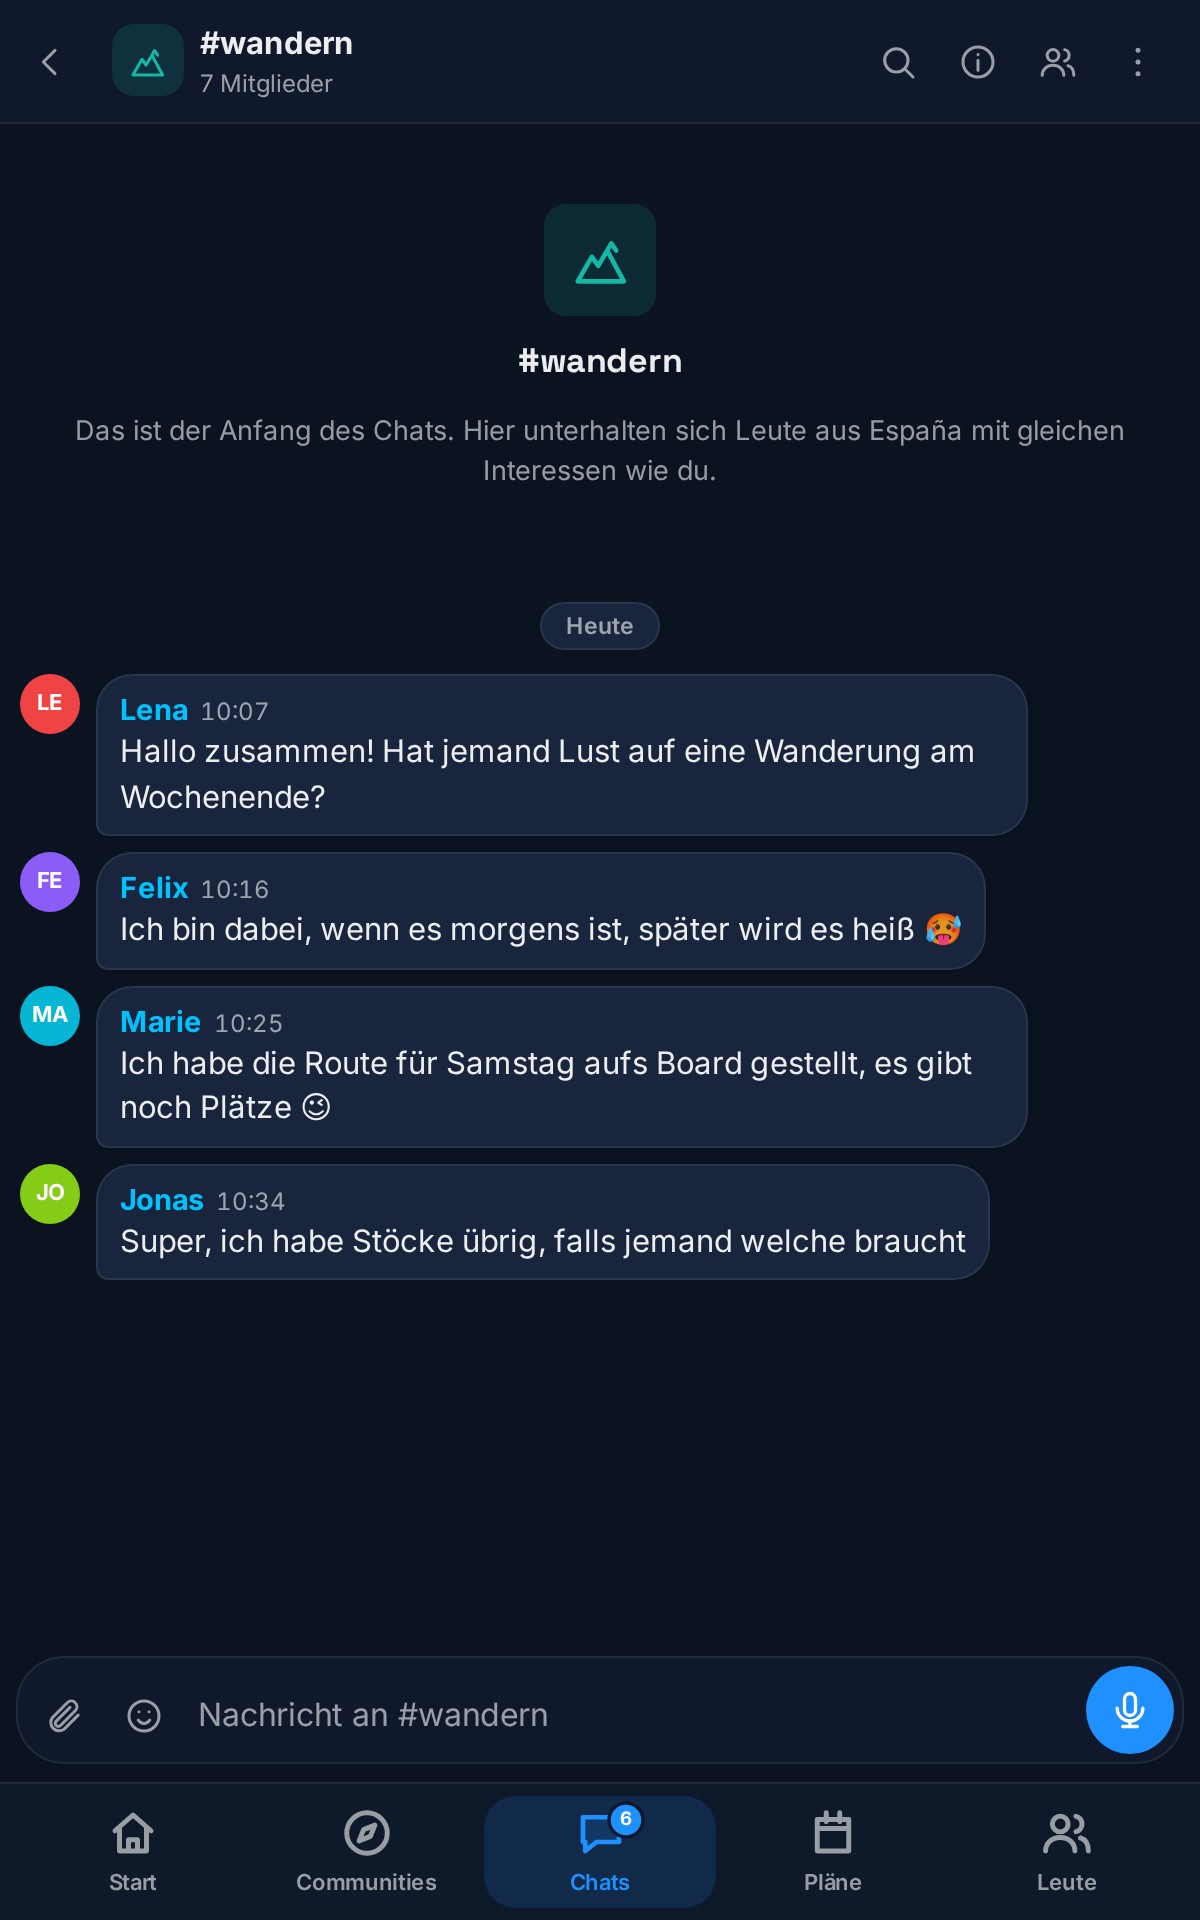 #wandern
7 Mitglieder
#wandern
Das ist der Anfang des Chats. Hier unterhalten sich Leute aus España mit gleichen
Interessen wie du.
Heute
LE
Lena 10:07
Hallo zusammen! Hat jemand Lust auf eine Wanderung am
Wochenende?
FE
Felix 10:16
Ich bin dabei, wenn es morgens ist, später wird es heiß 🥵
MA
Marie 10:25
Ich habe die Route für Samstag aufs Board gestellt, es gibt
noch Plätze 😉
JO
Jonas 10:34
Super, ich habe Stöcke übrig, falls jemand welche braucht
Nachricht an #wandern
6
Start
Communities
Chats
Pläne
Leute